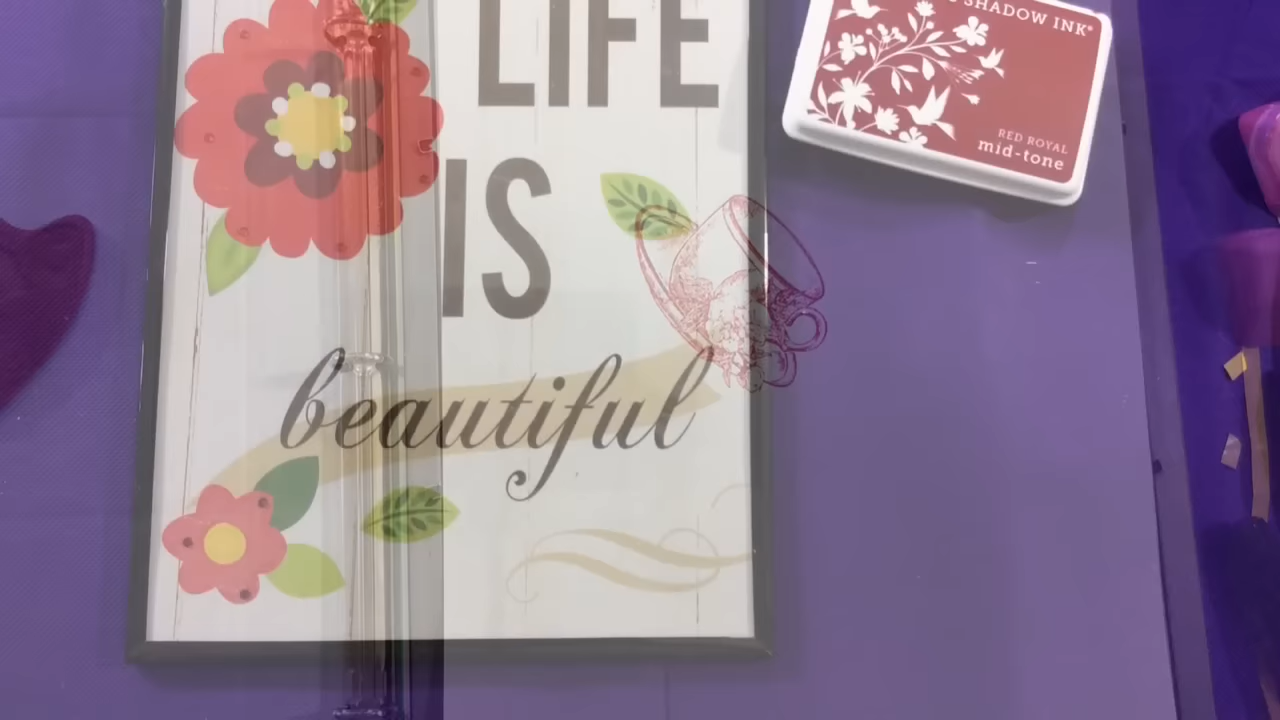 LIFE
IS
beautiful
SHADOW INK®
RED ROYAL
mid-tone